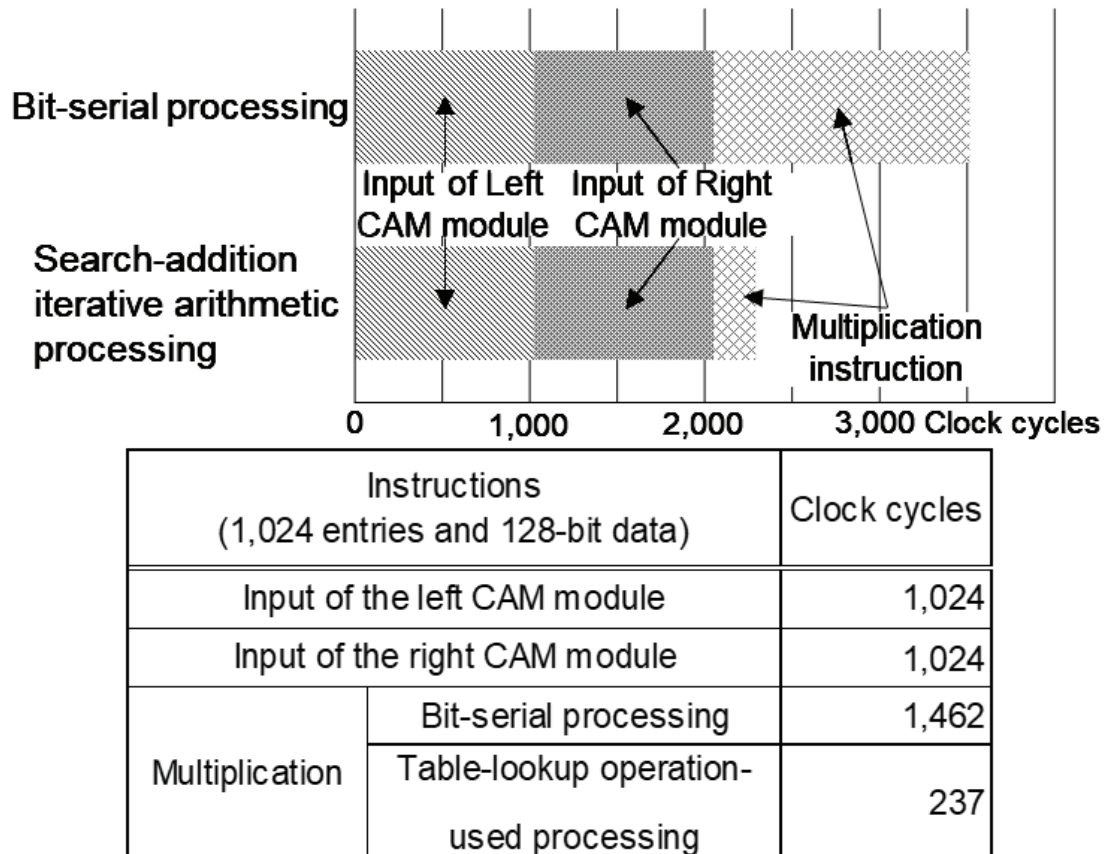 Bit-serial processing
Input of Left
CAM module
Input of Right
CAM module
Search-addition
iterative arithmetic
processing
Multiplication
instruction
0 1,000 2,000 3,000 Clock cycles
Instructions
(1,024 entries and 128-bit data)
Clock cycles
Input of the left CAM module 1,024
Input of the right CAM module 1,024
Multiplication
Bit-serial processing 1,462
Table-lookup operation-
used processing
237